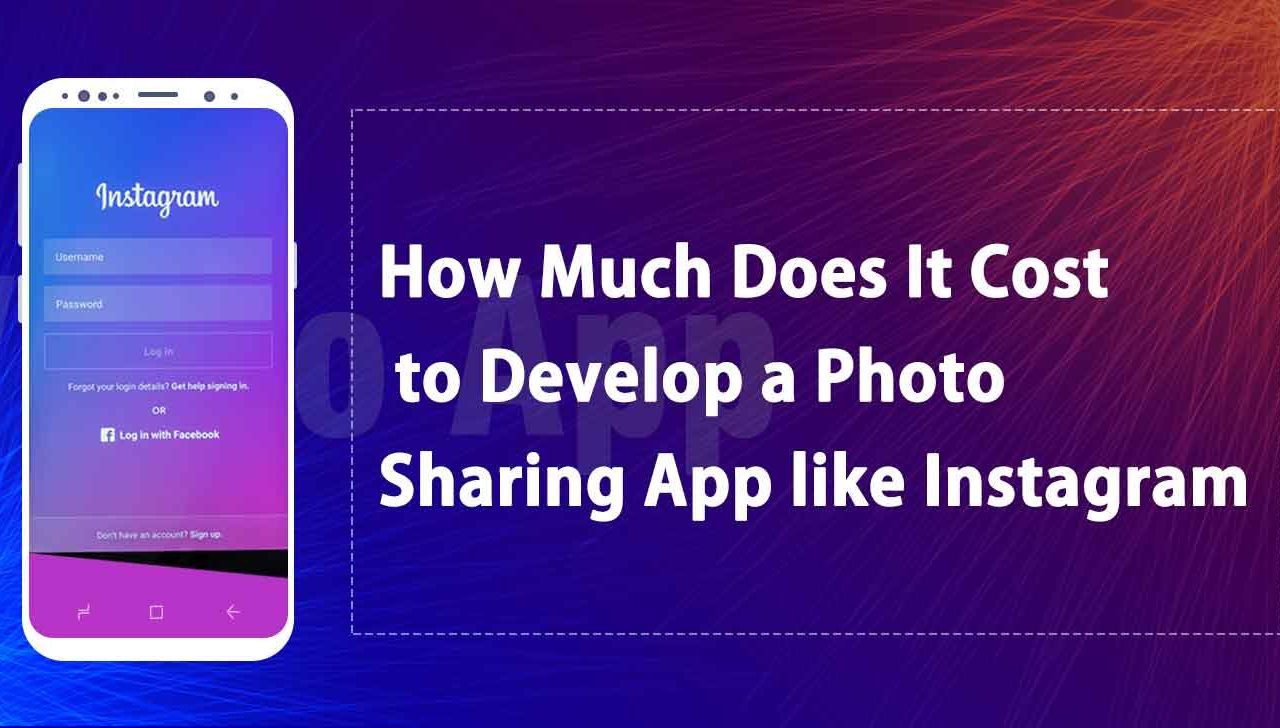 Instagram
Username
Password
Log in
Forgot your login details? Get help signing in.
OR
Log in with Facebook
Don't have an account? Sign up.
How Much Does It Cost
to Develop a Photo
Sharing App like Instagram
App